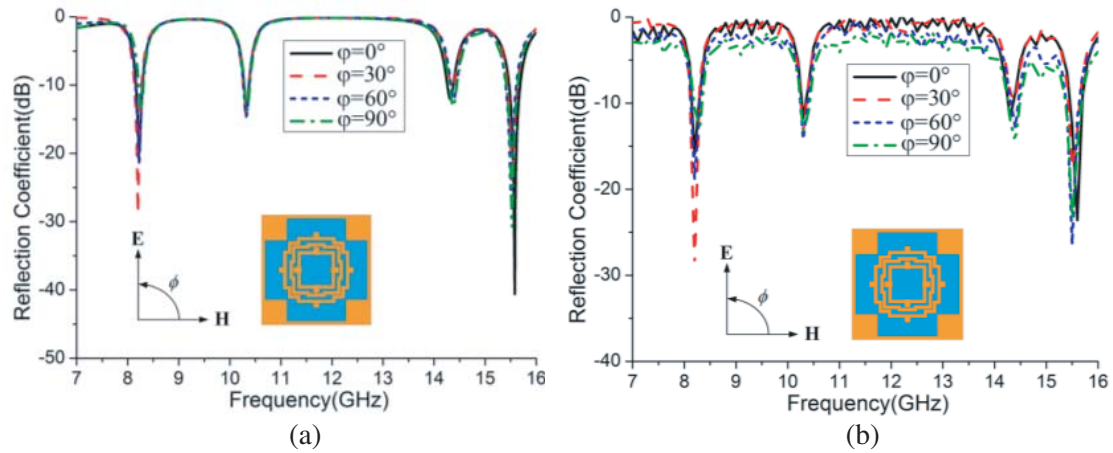 0
-10
-20
-30
-40
-50
Reflection Coefficient(dB)
φ=0°
φ=30°
φ=60°
φ=90°
E
ϕ
H
7 8 9 10 11 12 13 14 15 16
Frequency(GHz)
(a)
0
-10
-20
-30
-40
Reflection Coefficient(dB)
φ=0°
φ=30°
φ=60°
φ=90°
E
ϕ
H
7 8 9 10 11 12 13 14 15 16
Frequency(GHz)
(b)